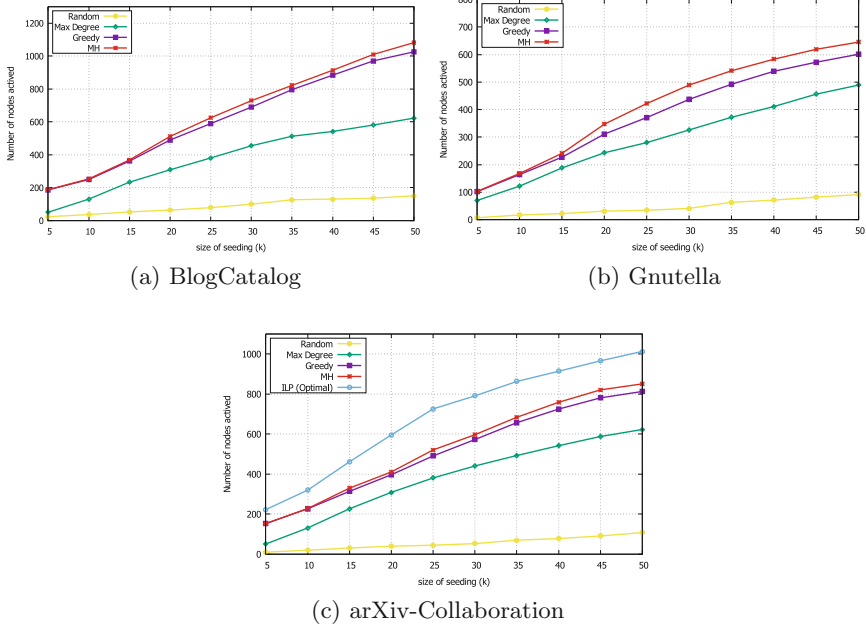 Number of nodes actived
1200
1000
800
600
400
200
0
Random
Max Degree
Greedy
MH
5 10 15 20 25 30 35 40 45 50
size of seeding (k)
(a) BlogCatalog
Number of nodes actived
800
700
600
500
400
300
200
100
0
Random
Max Degree
Greedy
MH
5 10 15 20 25 30 35 40 45 50
size of seeding (k)
(b) Gnutella
Number of nodes actived
1000
800
600
400
200
0
Random
Max Degree
Greedy
MH
ILP (Optimal)
5 10 15 20 25 30 35 40 45 50
size of seeding (k)
(c) arXiv-Collaboration